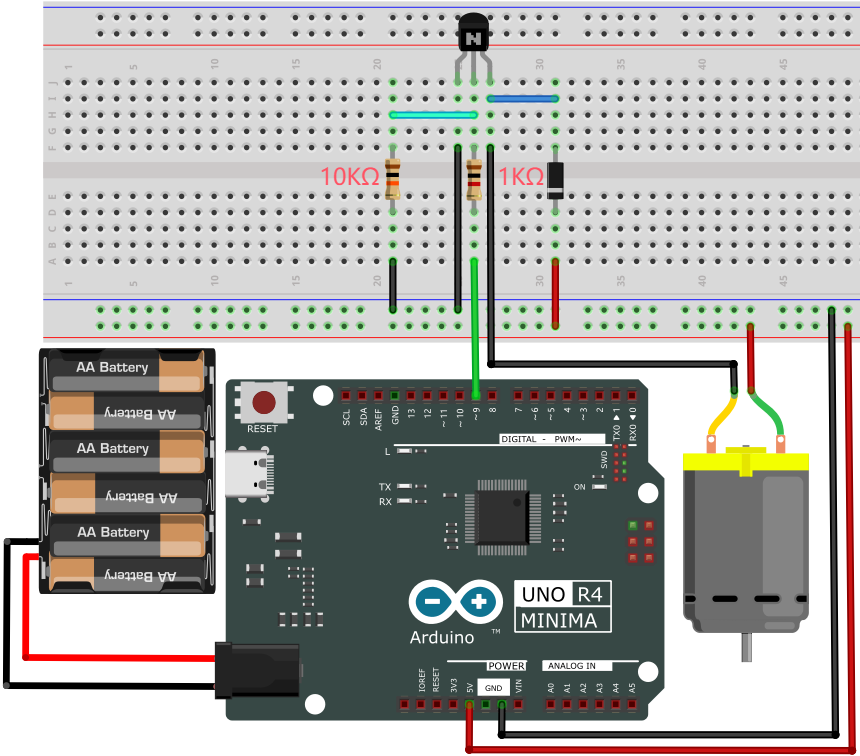 N
1 5 10 15 20 25 30 35 40 45
J
I
H
G
F
10KΩ 1KΩ
E
D
C
B
A
1 5 10 15 20 25 30 35 40 45
AA Battery
AA Battery
AA Battery
AA Battery
AA Battery
AA Battery
RESET
SCL SDA AREF GND 13 12 ~11 ~10 ~9 8 7 ~6 ~5 4 ~3 2 TX0 ▶ 1 RX0 ◀ 0
DIGITAL - PWM~
L
TX
RX
SWD
ON
UNO R4
MINIMA
Arduino ™
POWER ANALOG IN
IOREF RESET 3V3 5V GND VIN A0 A1 A2 A3 A4 A5